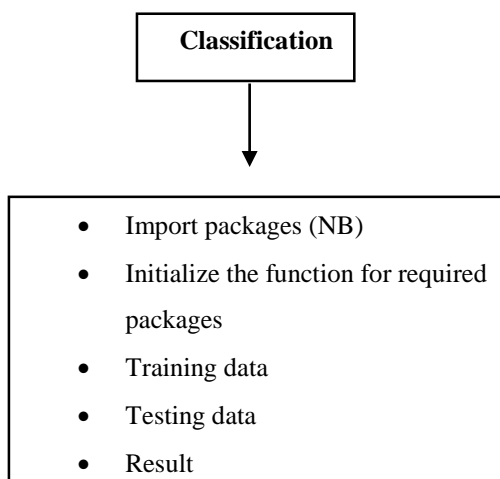 Classification
• Import packages (NB)
• Initialize the function for required
packages
• Training data
• Testing data
• Result